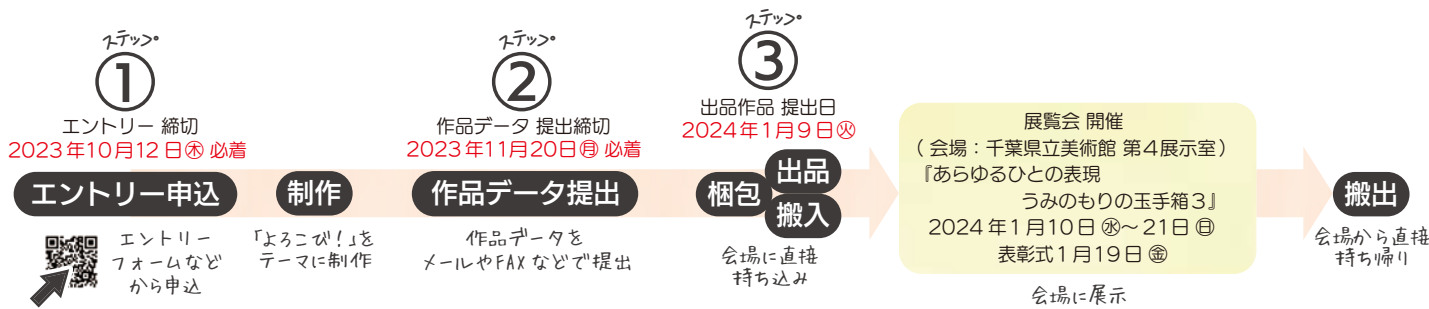 ステップ
①
エントリー 締切
2023年10月12日㊍必着
エントリー申込
エントリー
フォームなど
から申込
制作
「よろこび！」を
テーマに制作
ステップ
②
作品データ 提出締切
2023年11月20日㊊必着
作品データ提出
作品データを
メールやFAXなどで提出
ステップ
③
出品作品 提出日
2024年1月9日㊋
梱包
出品
搬入
会場に直接
持ち込み
展覧会 開催
（会場：千葉県立美術館 第4展示室）
『あらゆるひとの表現
うみのもりの玉手箱3』
2024年1月10日㊌～21日㊐
表彰式1月19日㊎
会場に展示
搬出
会場から直接
持ち帰り